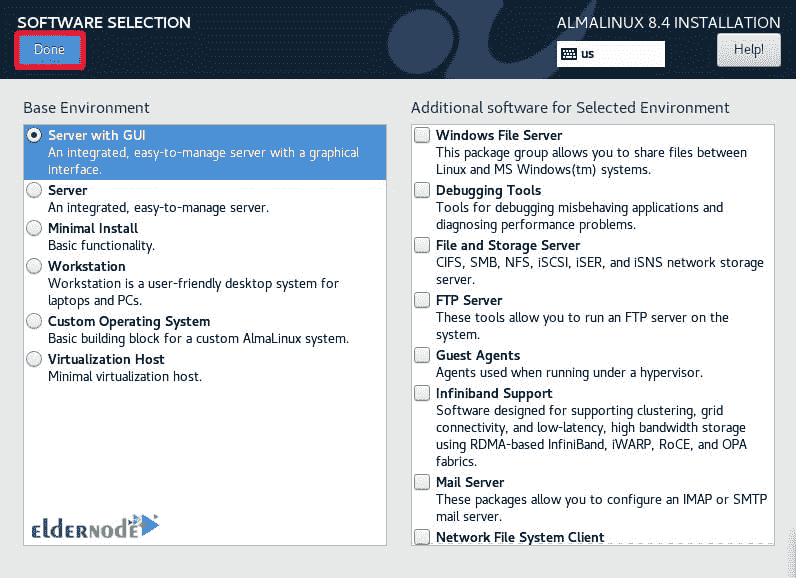 SOFTWARE SELECTION
Done
ALMALINUX 8.4 INSTALLATION
us
Help!
Base Environment
Server with GUI
An integrated, easy-to-manage server with a graphical
interface.
Server
An integrated, easy-to-manage server.
Minimal Install
Basic functionality.
Workstation
Workstation is a user-friendly desktop system for
laptops and PCs.
Custom Operating System
Basic building block for a custom AlmaLinux system.
Virtualization Host
Minimal virtualization host.
eldernode
Additional software for Selected Environment
Windows File Server
This package group allows you to share files between
Linux and MS Windows(tm) systems.
Debugging Tools
Tools for debugging misbehaving applications and
diagnosing performance problems.
File and Storage Server
CIFS, SMB, NFS, iSCSI, iSER, and iSNS network storage
server.
FTP Server
These tools allow you to run an FTP server on the
system.
Guest Agents
Agents used when running under a hypervisor.
Infiniband Support
Software designed for supporting clustering, grid
connectivity, and low-latency, high bandwidth storage
using RDMA-based InfiniBand, iWARP, RoCE, and OPA
fabrics.
Mail Server
These packages allow you to configure an IMAP or SMTP
mail server.
Network File System Client